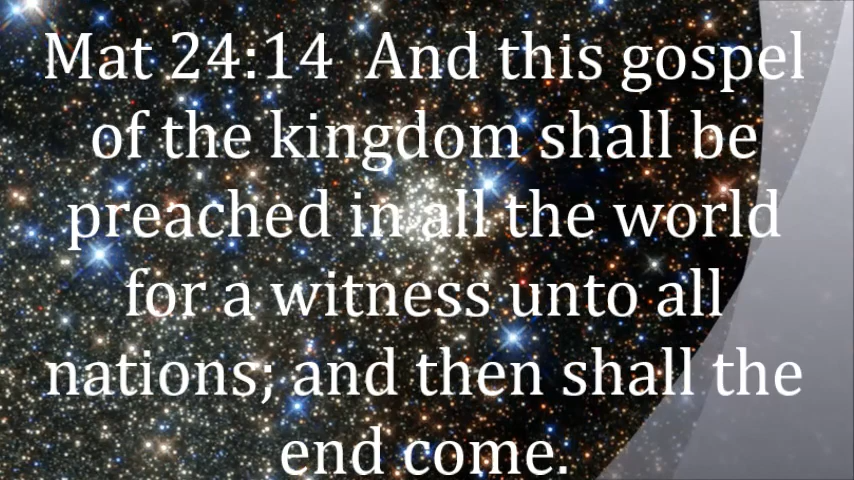 Mat 24:14  And this gospel
of the kingdom shall be
preached in all the world
for a witness unto all
nations; and then shall the
end come.